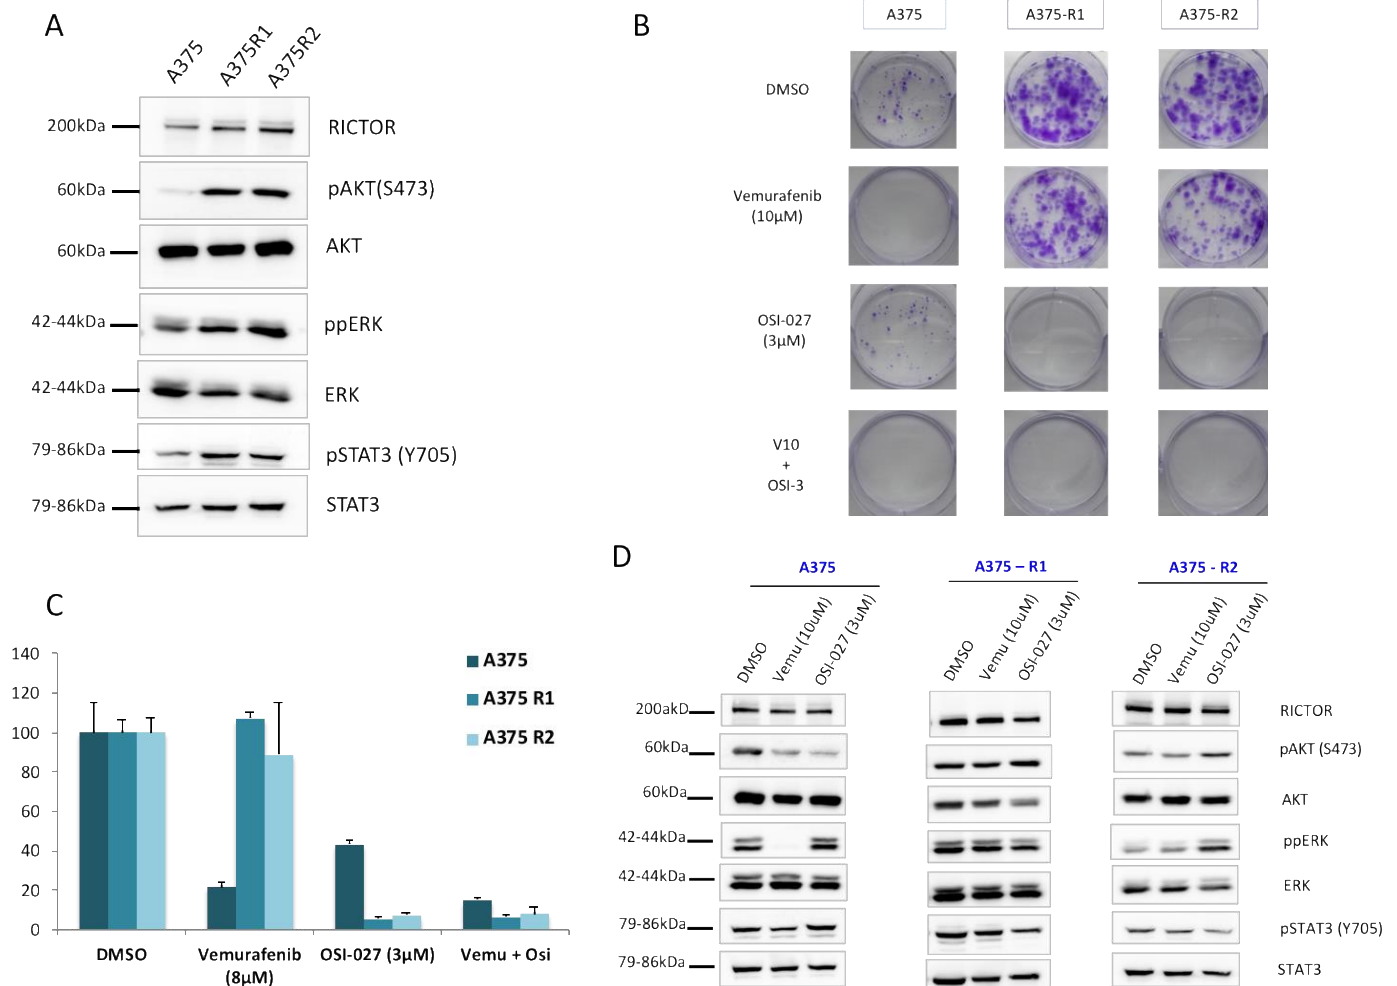 A
A375
A375R1
A375R2
200kDa
RICTOR
60kDa
pAKT(S473)
60kDa
AKT
42-44kDa
ppERK
42-44kDa
ERK
79-86kDa
pSTAT3 (Y705)
79-86kDa
STAT3
B
A375
A375-R1
A375-R2
DMSO
Vemurafenib
(10µM)
OSI-027
(3µM)
V10
+
OSI-3
C
140
120
100
80
60
40
20
0
A375
A375 R1
A375 R2
DMSO
Vemurafenib
(8µM)
OSI-027 (3µM)
Vemu + Osi
D
A375
A375 – R1
A375 - R2
DMSO
Vemu (10uM)
OSI-027 (3uM)
DMSO
Vemu (10uM)
OSI-027 (3uM)
DMSO
Vemu (10uM)
OSI-027 (3uM)
200akD
RICTOR
60kDa
pAKT (S473)
60kDa
AKT
42-44kDa
ppERK
42-44kDa
ERK
79-86kDa
pSTAT3 (Y705)
79-86kDa
STAT3